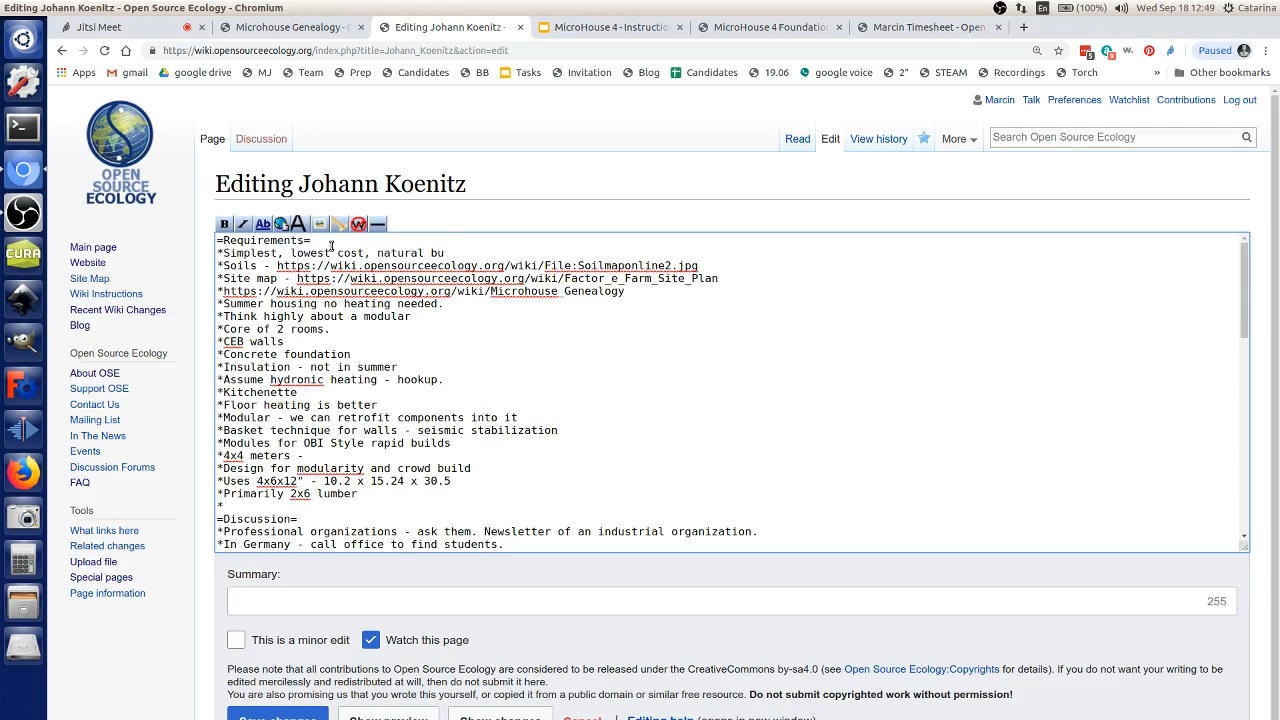 Editing Johann Koenitz - Open Source Ecology - Chromium
En
(100%)
Wed Sep 18 12:49
Catarina
Jitsi Meet
Microhouse Genealogy - O
Editing Johann Koenitz -
MicroHouse 4 - Instructio
MicroHouse 4 Foundation
Marcin Timesheet - Open
https://wiki.opensourceecology.org/index.php?title=Johann_Koenitz&action=edit
Paused
Apps
gmail
google drive
MJ
Team
Prep
Candidates
BB
Tasks
Invitation
Blog
Candidates
19.06
google voice
2"
STEAM
Recordings
Torch
»
Other bookmarks
Marcin
Talk
Preferences
Watchlist
Contributions
Log out
OPEN
SOURCE
ECOLOGY
Page
Discussion
Read
Edit
View history
More
Search Open Source Ecology
Editing Johann Koenitz
=Requirements=
*Simplest, lowest cost, natural bu
*Soils - https://wiki.opensourceecology.org/wiki/File:Soilmaponline2.jpg
*Site map - https://wiki.opensourceecology.org/wiki/Factor_e_Farm_Site_Plan
*https://wiki.opensourceecology.org/wiki/Microhouse_Genealogy
*Summer housing no heating needed.
*Think highly about a modular
*Core of 2 rooms.
*CEB walls
*Concrete foundation
*Insulation - not in summer
*Assume hydronic heating - hookup.
*Kitchenette
*Floor heating is better
*Modular - we can retrofit components into it
*Basket technique for walls - seismic stabilization
*Modules for OBI Style rapid builds
*4x4 meters -
*Design for modularity and crowd build
*Uses 4x6x12" - 10.2 x 15.24 x 30.5
*Primarily 2x6 lumber
*
=Discussion=
*Professional organizations - ask them. Newsletter of an industrial organization.
*In Germany - call office to find students.
Main page
Website
Site Map
Wiki Instructions
Recent Wiki Changes
Blog
Open Source Ecology
About OSE
Support OSE
Contact Us
Mailing List
In The News
Events
Discussion Forums
FAQ
Tools
What links here
Related changes
Upload file
Special pages
Page information
Summary:
255
This is a minor edit
Watch this page
Please note that all contributions to Open Source Ecology are considered to be released under the CreativeCommons by-sa4.0 (see Open Source Ecology:Copyrights for details). If you do not want your writing to be
edited mercilessly and redistributed at will, then do not submit it here.
You are also promising us that you wrote this yourself, or copied it from a public domain or similar free resource. Do not submit copyrighted work without permission!
Save changes
Show preview
Show changes
Cancel
Editing help (opens in new window)
CURA